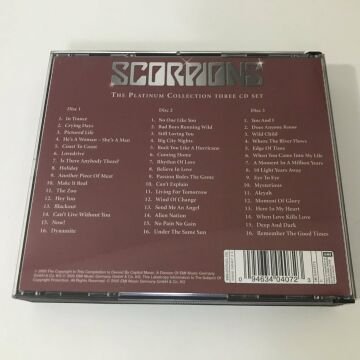 SCORPIONS
THE PLATINUM COLLECTION THREE CD SET
Disc 1
1. In Trance
2. Crying Days
3. Pictured Life
4. He's A Woman - She's A Man
5. Coast To Coast
6. Lovedrive
7. Is There Anybody There?
8. Holiday
9. Another Piece Of Meat
10. Make It Real
11. The Zoo
12. Hey You
13. Blackout
14. Can't Live Without You
15. Now!
16. Dynamite
Disc 2
1. No One Like You
2. Bad Boys Running Wild
3. Still Loving You
4. Big City Nights
5. Rock You Like A Hurricane
6. Coming Home
7. Rhythm Of Love
8. Believe In Love
9. Passion Rules The Game
10. Can't Explain
11. Living For Tomorrow
12. Wind Of Change
13. Send Me An Angel
14. Alien Nation
15. No Pain No Gain
16. Under The Same Sun
Disc 3
1. You And I
2. Does Anyone Know
3. Wild Child
4. Where The River Flows
5. Edge Of Time
6. When You Came Into My Life
7. A Moment In A Million Years
8. 10 Light Years Away
9. Eye To Eye
10. Mysterious
11. Aleyah
12. Moment Of Glory
13. Here In My Heart
14. When Love Kills Love
15. Deep And Dark
16. Remember The Good Times
EMI
0 94634 04072